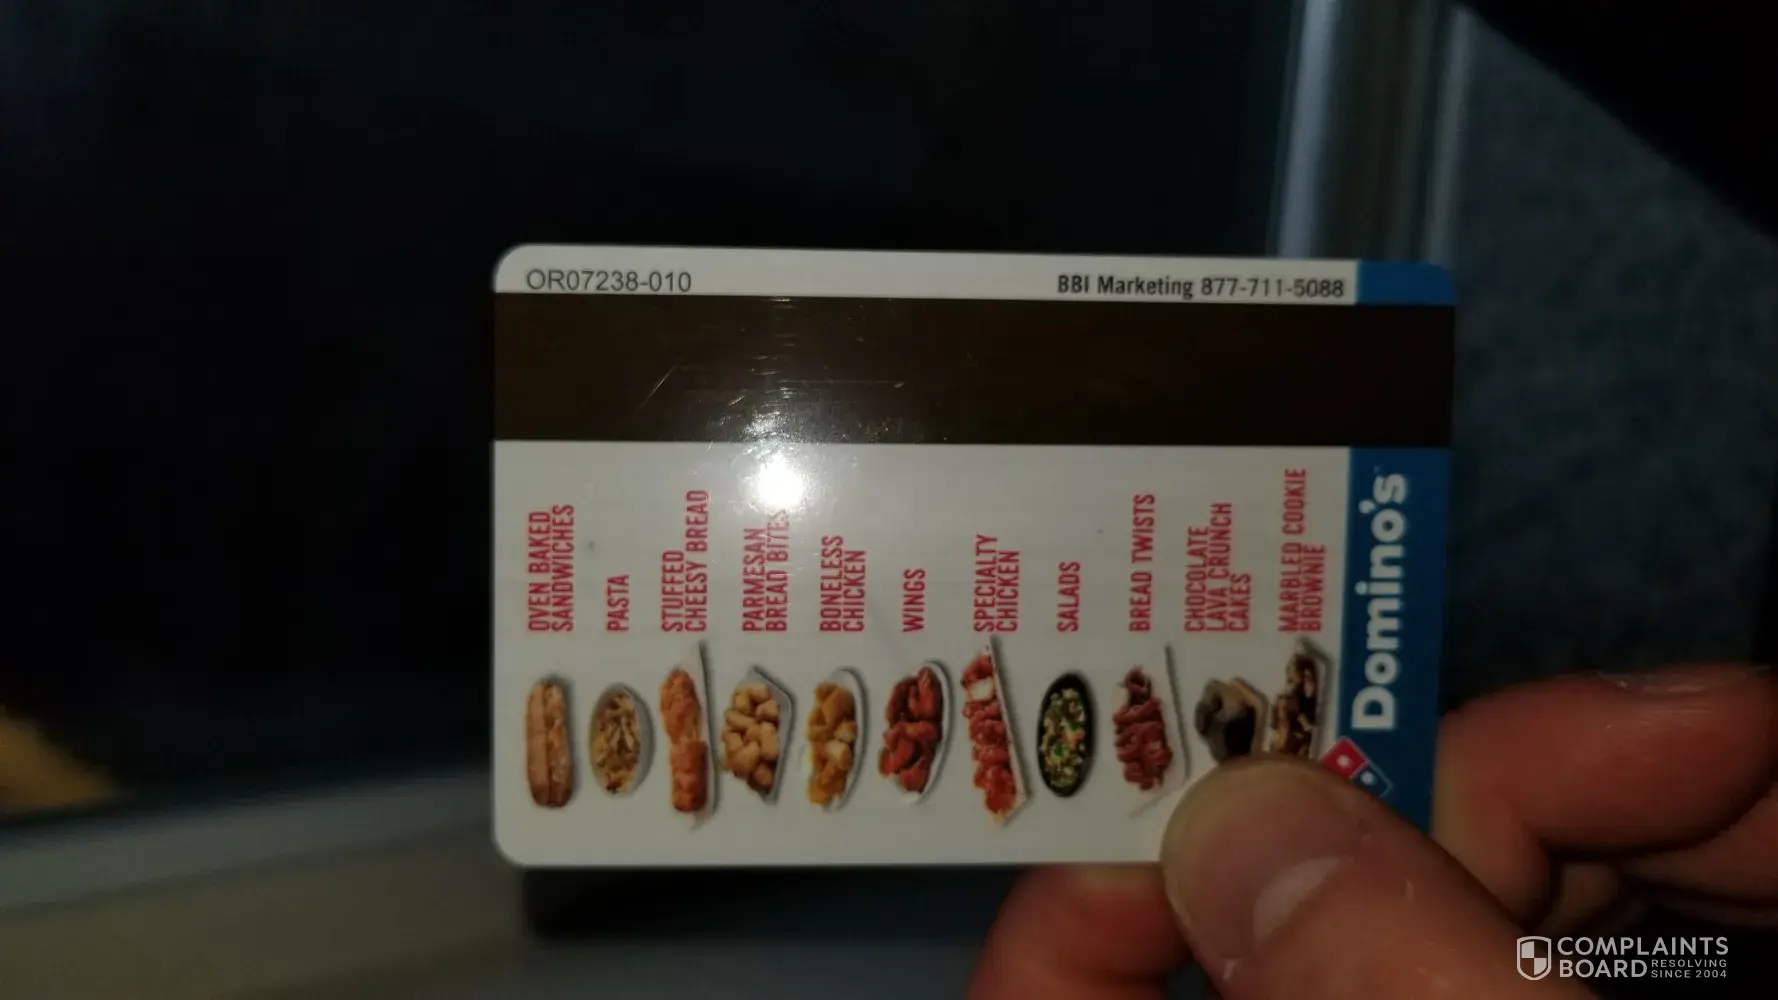 OR07238-010
BBI Marketing 877-711-5088
OVEN BAKED
SANDWICHES
PASTA
STUFFED
CHEESY BREAD
PARMESAN
BREAD BITES
BONELESS
CHICKEN
WINGS
SPECIALTY
CHICKEN
SALADS
BREAD TWISTS
CHOCOLATE
LAVA CRUNCH
CAKES
MARBLED COOKIE
BROWNIE
Domino's
COMPLAINTS
BOARD RESOLVING
SINCE 2004